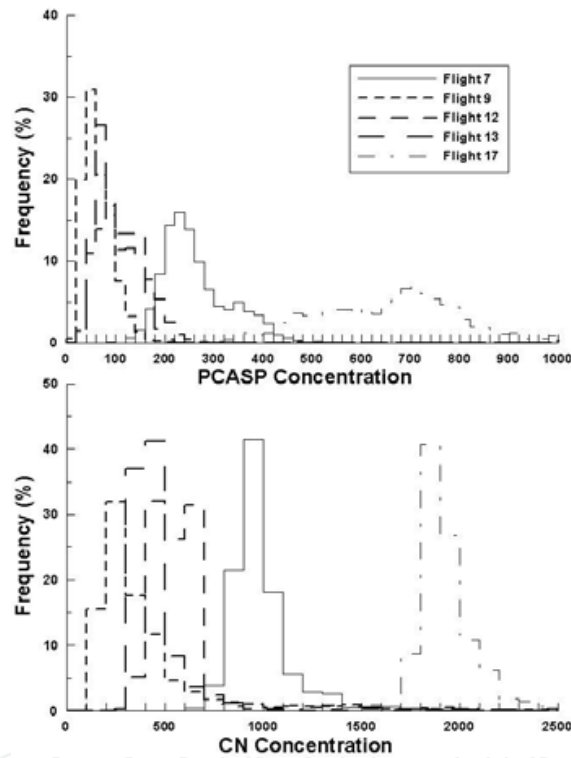 40
30
20
10
0
Frequency (%)
Flight 7
Flight 9
Flight 12
Flight 13
Flight 17
0 100 200 300 400 500 600 700 800 900 1000
PCASP Concentration
50
40
30
20
10
0
Frequency (%)
0 500 1000 1500 2000 2500
CN Concentration